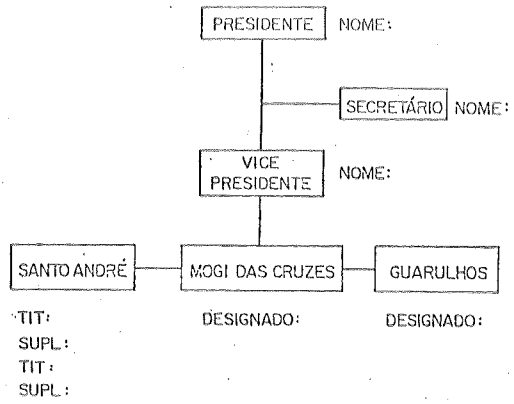 PRESIDENTE NOME:
SECRETÁRIO NOME:
VICE
PRESIDENTE NOME:
SANTO ANDRÉ MOGI DAS CRUZES GUARULHOS
TIT: DESIGNADO: DESIGNADO:
SUPL:
TIT:
SUPL: